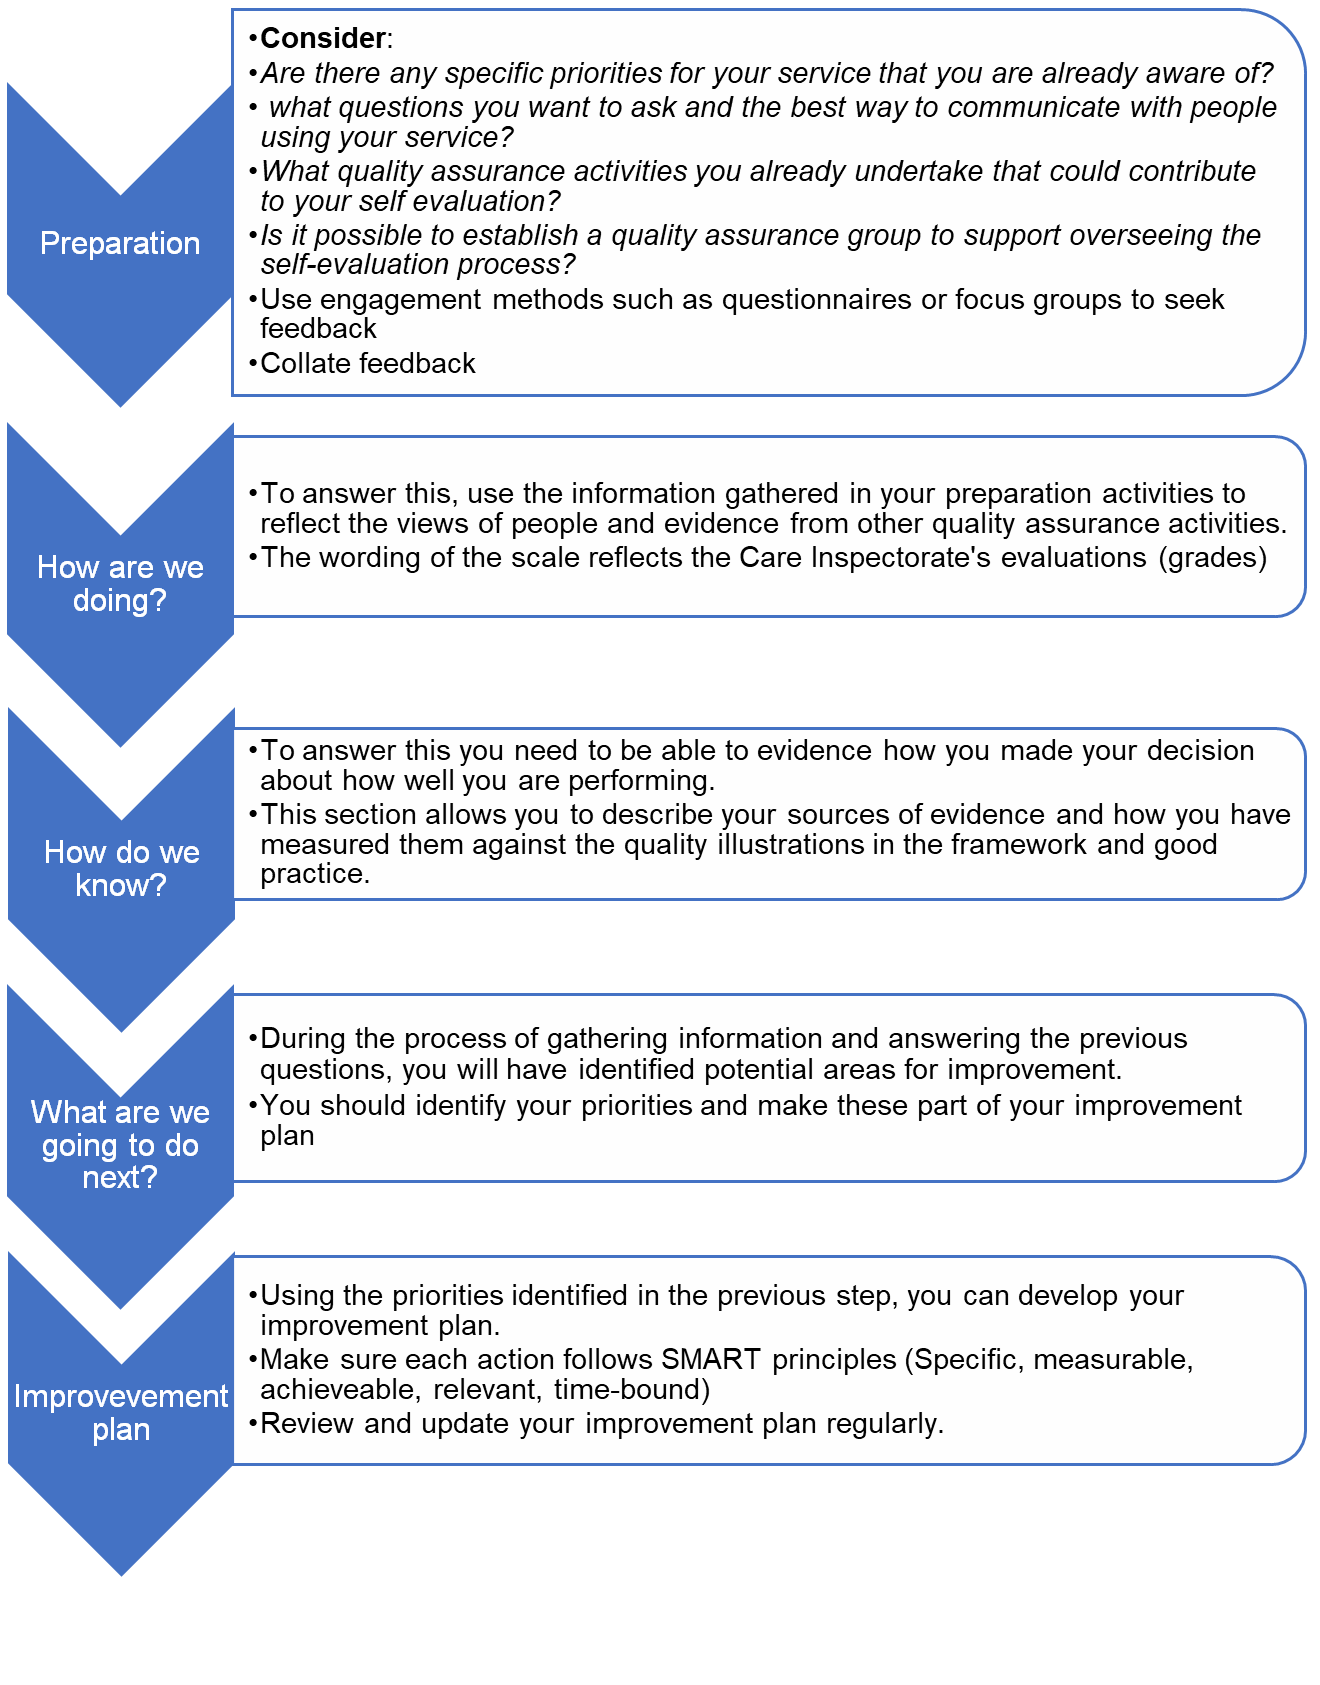 •Consider:
•Are there any specific priorities for your service that you are already aware of?
• what questions you want to ask and the best way to communicate with people
using your service?
•What quality assurance activities you already undertake that could contribute
to your self evaluation?
•Is it possible to establish a quality assurance group to support overseeing the
self-evaluation process?
•Use engagement methods such as questionnaires or focus groups to seek
feedback
•Collate feedback
Preparation
•To answer this, use the information gathered in your preparation activities to
reflect the views of people and evidence from other quality assurance activities.
•The wording of the scale reflects the Care Inspectorate's evaluations (grades)
How are we
doing?
•To answer this you need to be able to evidence how you made your decision
about how well you are performing.
•This section allows you to describe your sources of evidence and how you have
measured them against the quality illustrations in the framework and good
practice.
How do we
know?
•During the process of gathering information and answering the previous
questions, you will have identified potential areas for improvement.
•You should identify your priorities and make these part of your improvement
plan
What are we
going to do
next?
•Using the priorities identified in the previous step, you can develop your
improvement plan.
•Make sure each action follows SMART principles (Specific, measurable,
achieveable, relevant, time-bound)
•Review and update your improvement plan regularly.
Improvevement
plan